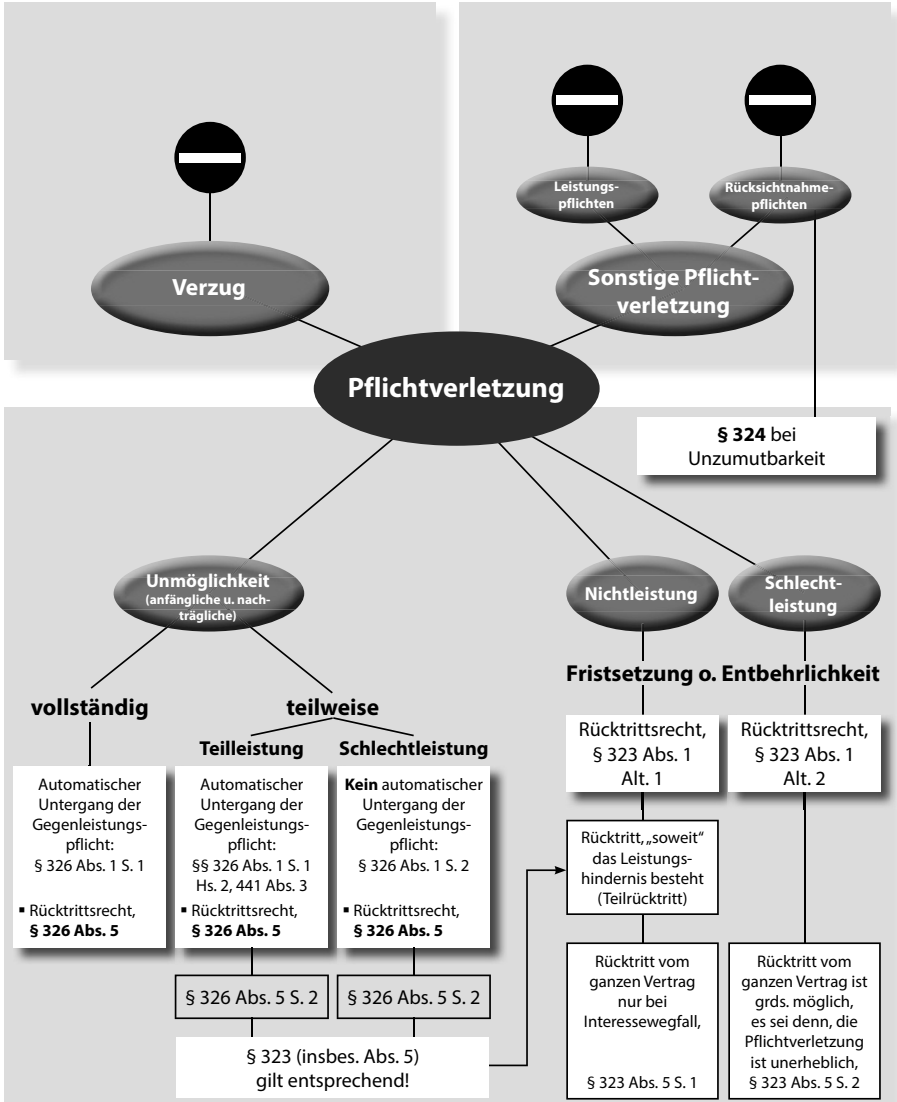 Leistungs-
pflichten
Rücksichtnahme-
pflichten
Verzug
Sonstige Pflicht-
verletzung
Pflichtverletzung
§ 324 bei
Unzumutbarkeit
Unmöglichkeit
(anfängliche u. nach-
trägliche)
Nichtleistung
Schlecht-
leistung
Fristsetzung o. Entbehrlichkeit
vollständig
teilweise
Teilleistung
Schlechtleistung
Automatischer
Untergang der
Gegenleistungs-
pflicht:
§ 326 Abs. 1 S. 1
▪ Rücktrittsrecht,
§ 326 Abs. 5
Automatischer
Untergang der
Gegenleistungs-
pflicht:
§§ 326 Abs. 1 S. 1
Hs. 2, 441 Abs. 3
▪ Rücktrittsrecht,
§ 326 Abs. 5
Kein automatischer
Untergang der
Gegenleistungs-
pflicht:
§ 326 Abs. 1 S. 2
▪ Rücktrittsrecht,
§ 326 Abs. 5
§ 326 Abs. 5 S. 2
§ 326 Abs. 5 S. 2
§ 323 (insbes. Abs. 5)
gilt entsprechend!
Rücktrittsrecht,
§ 323 Abs. 1
Alt. 1
Rücktritt, „soweit“
das Leistungs-
hindernis besteht
(Teilrücktritt)
Rücktritt vom
ganzen Vertrag
nur bei
Interessewegfall,
§ 323 Abs. 5 S. 1
Rücktrittsrecht,
§ 323 Abs. 1
Alt. 2
Rücktritt vom
ganzen Vertrag ist
grds. möglich,
es sei denn, die
Pflichtverletzung
ist unerheblich,
§ 323 Abs. 5 S. 2